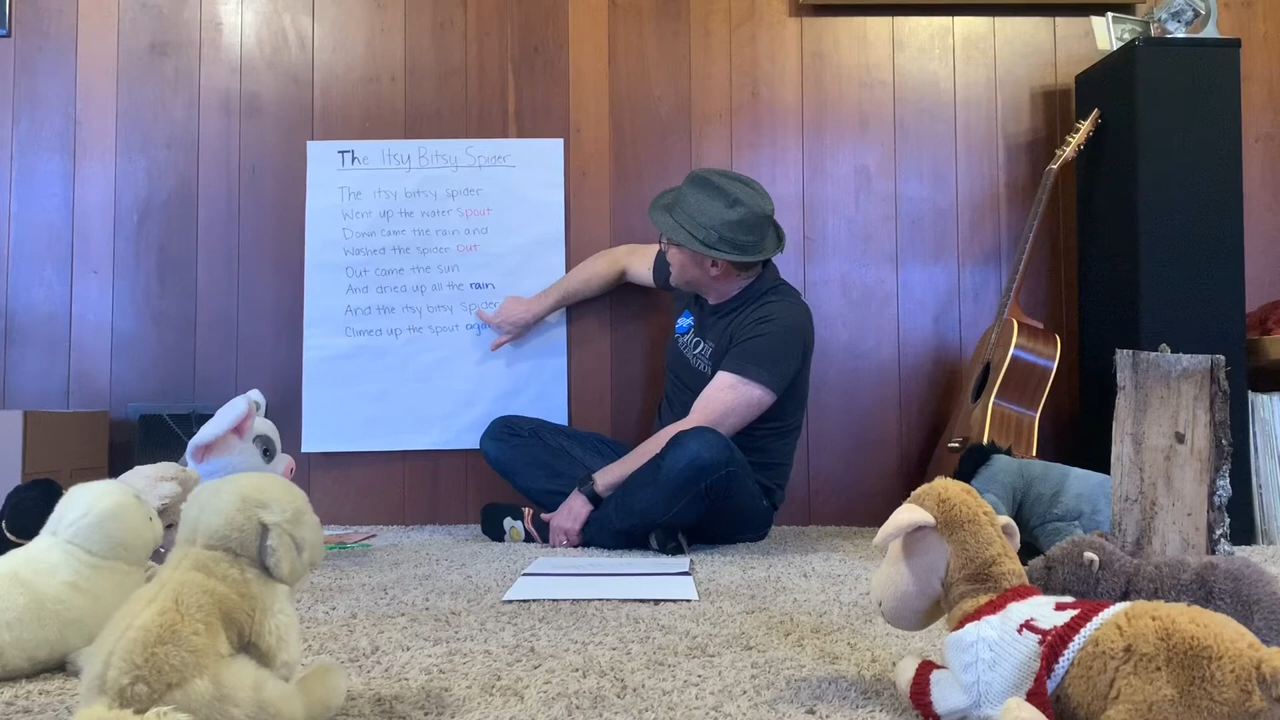 The Itsy Bitsy Spider
The itsy bitsy spider
Went up the water spout
Down came the rain and
Washed the spider out
Out came the sun
And dried up all the rain
And the itsy bitsy spider
Climed up the spout